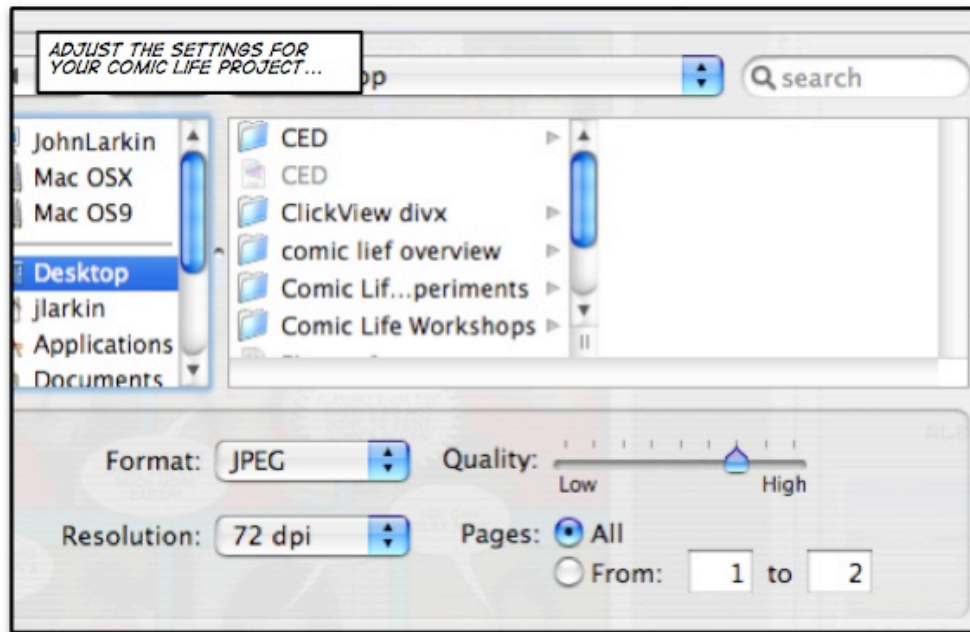 ADJUST THE SETTINGS FOR
YOUR COMIC LIFE PROJECT...
op
search
JohnLarkin
Mac OSX
Mac OS9
Desktop
jlarkin
Applications
Documents
CED
CED
ClickView divx
comic lief overview
Comic Lif...periments
Comic Life Workshops
Format: JPEG
Quality:
Low High
Resolution: 72 dpi
Pages: All
From: 1 to 2